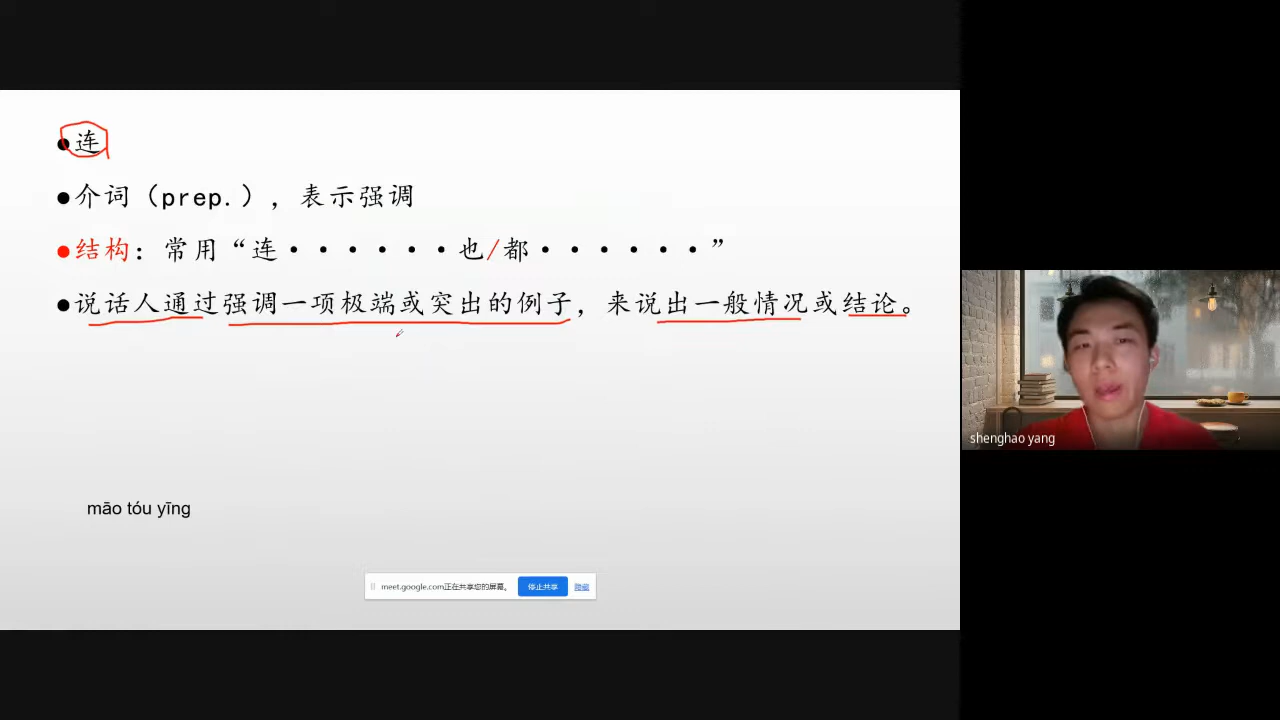 ●连
●介词（prep.），表示强调
●结构：常用“连······也/都······”
●说话人通过强调一项极端或突出的例子，来说出一般情况或结论。
māo tóu yīng
meet.google.com正在共享您的屏幕。 停止共享 隐藏
shenghao yang